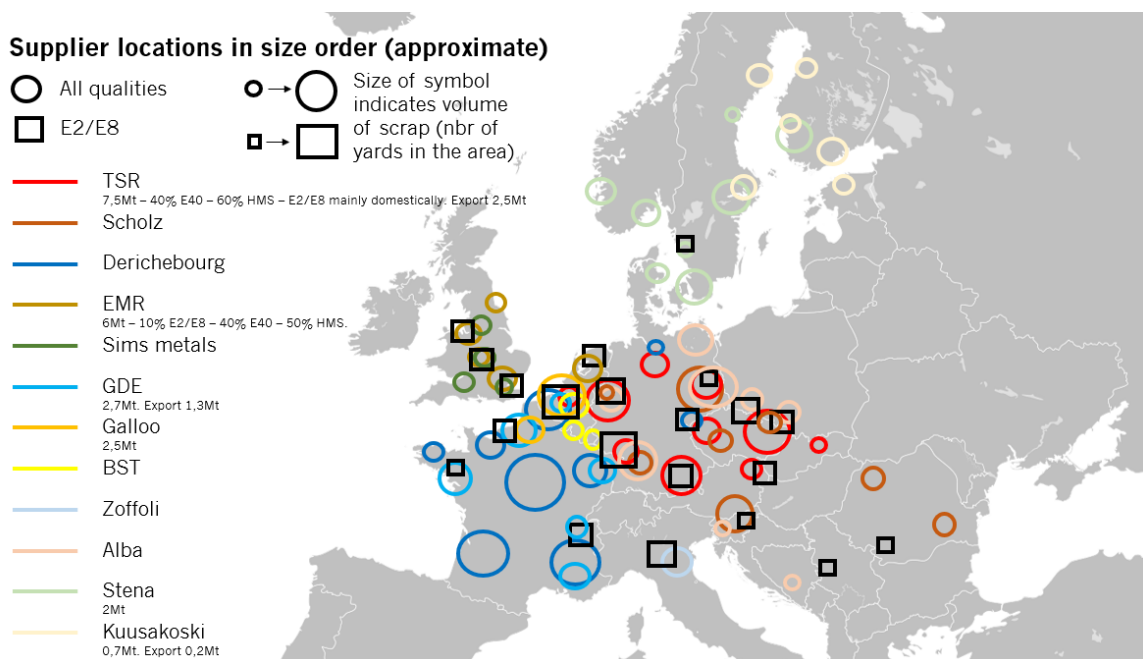 Supplier locations in size order (approximate)
All qualities
E2/E8
Size of symbol
indicates volume
of scrap (nbr of
yards in the area)
TSR
7,5Mt – 40% E40 – 60% HMS – E2/E8 mainly domestically. Export 2,5Mt
Scholz
Derichebourg
EMR
6Mt – 10% E2/E8 – 40% E40 – 50% HMS.
Sims metals
GDE
2,7Mt. Export 1,3Mt
Galloo
2,5Mt
BST
Zoffoli
Alba
Stena
2Mt
Kuusakoski
0,7Mt. Export 0,2Mt